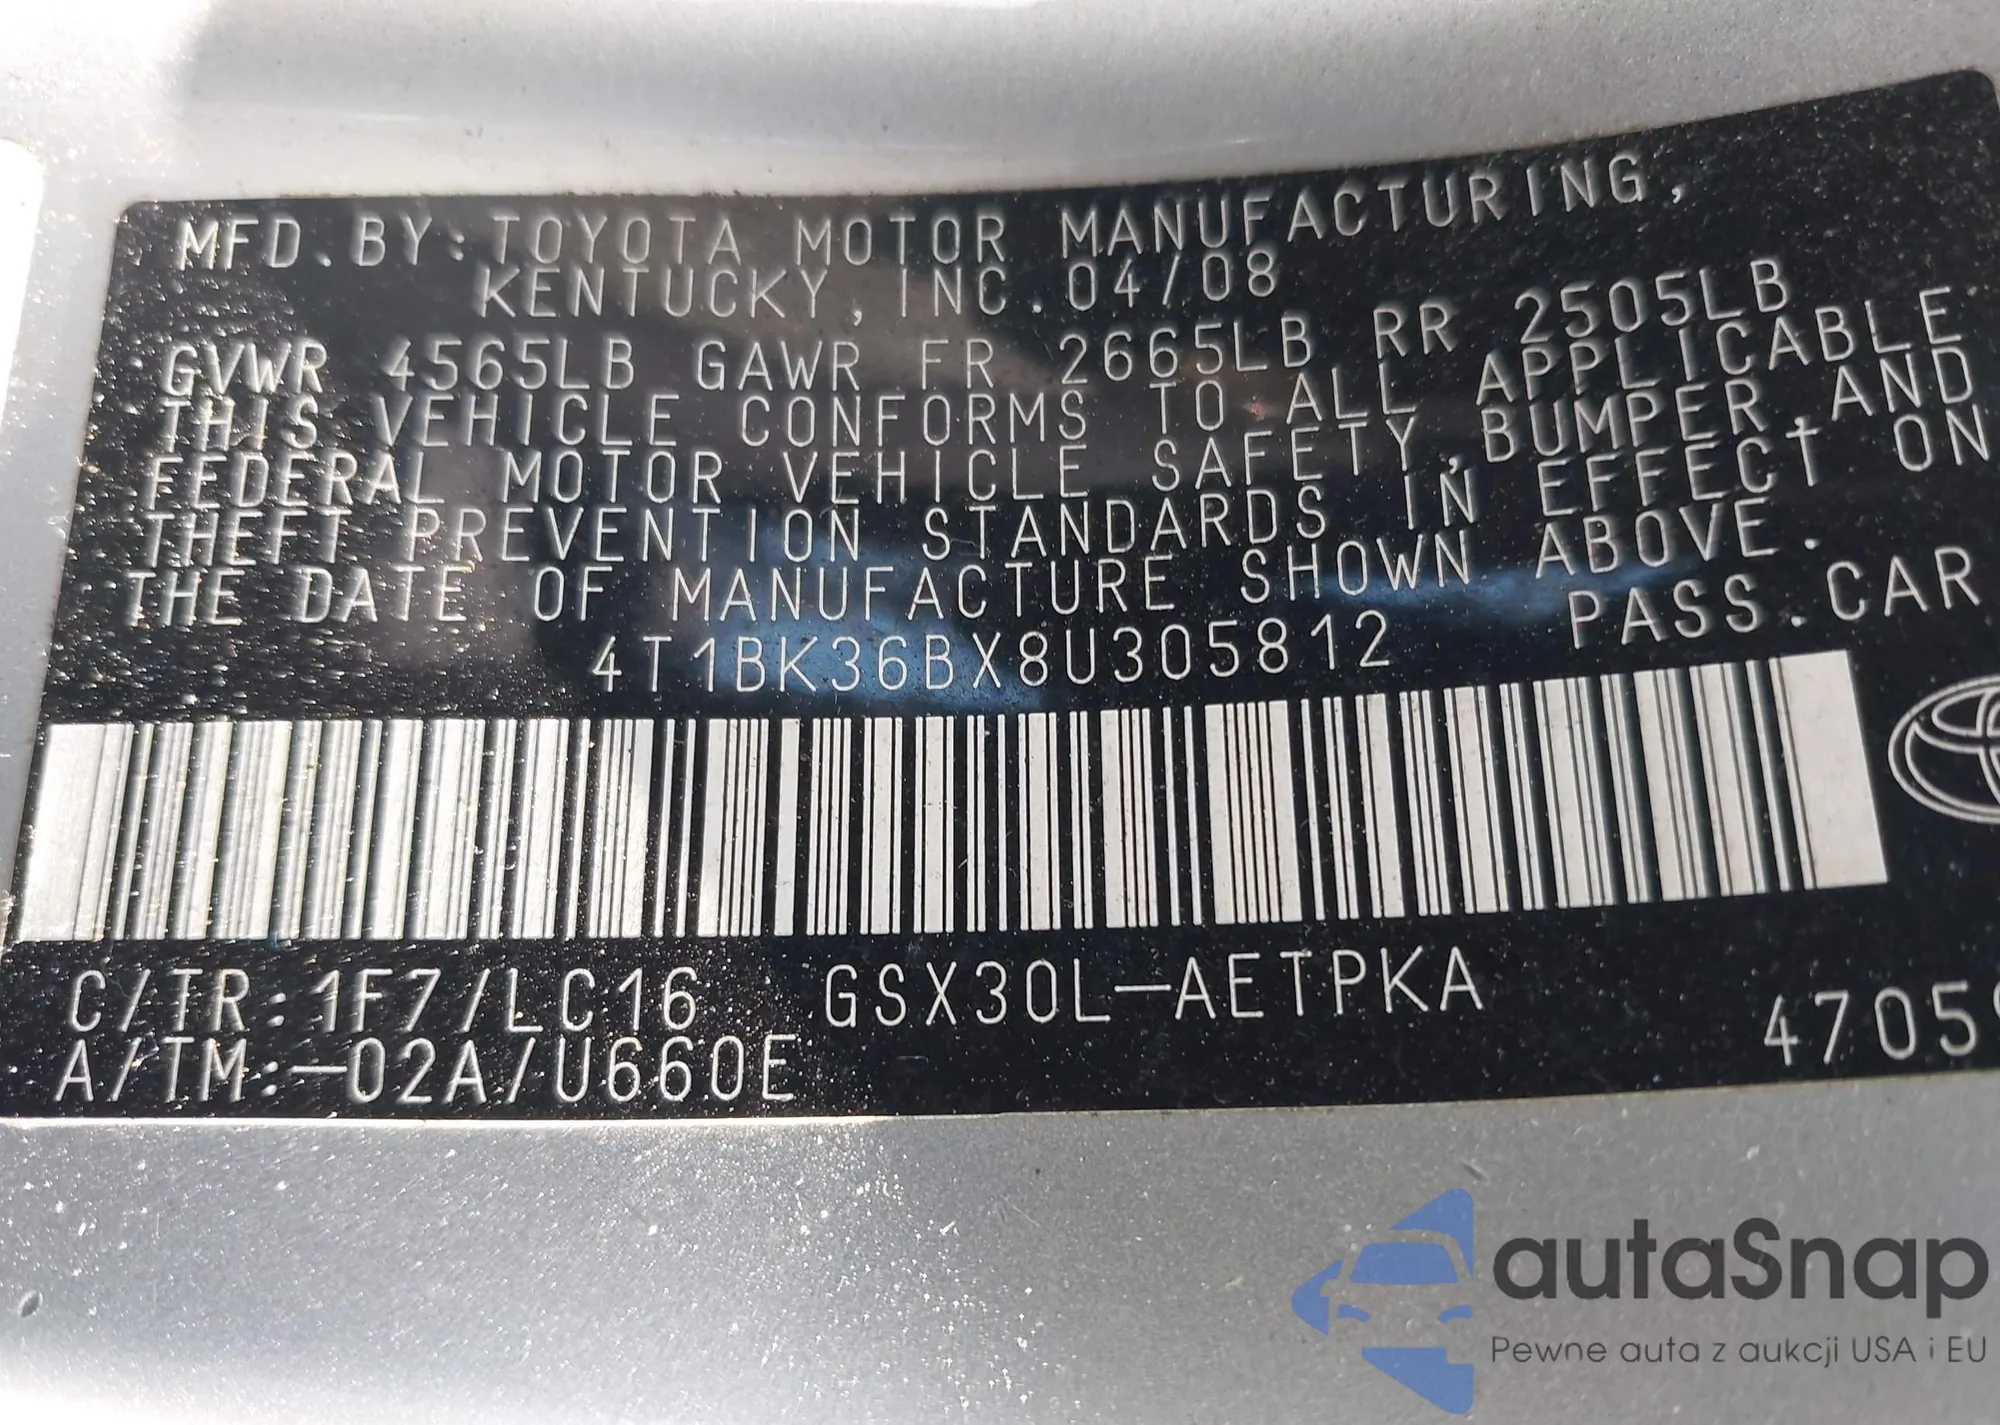 MFD.BY:TOYOTA MOTOR MANUFACTURING,
KENTUCKY,INC.04/08
GVWR 4565LB GAWR FR 2665LB RR 2505LB
THIS VEHICLE CONFORMS TO ALL APPLICABLE
FEDERAL MOTOR VEHICLE SAFETY,BUMPER,AND
THEFT PREVENTION STANDARDS IN EFFECT ON
THE DATE OF MANUFACTURE SHOWN ABOVE.
4T1BK36BX8U305812 PASS.CAR
C/TR:1F7/LC16 GSX30L-AETPKA
A/TM:-02A/U660E 4705
autaSnap
Pewne auta z aukcji USA i EU